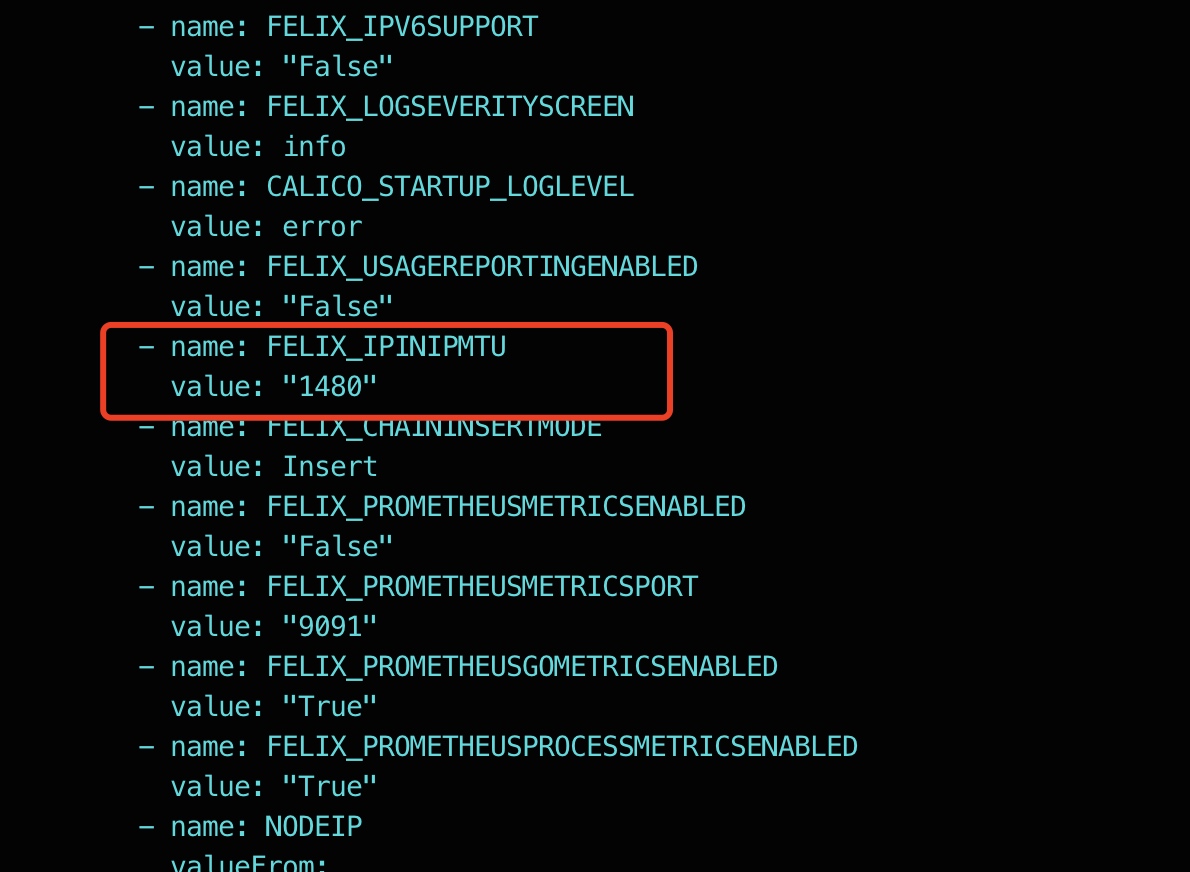 - name: FELIX_IPV6SUPPORT
value: "False"
- name: FELIX_LOGSEVERITYSCREEN
value: info
- name: CALICO_STARTUP_LOGLEVEL
value: error
- name: FELIX_USAGEREPORTINGENABLED
value: "False"
- name: FELIX_IPINIPMTU
value: "1480"
- name: FELIX_CHAININSERTMODE
value: Insert
- name: FELIX_PROMETHEUSMETRICSENABLED
value: "False"
- name: FELIX_PROMETHEUSMETRICSPORT
value: "9091"
- name: FELIX_PROMETHEUSGOMETRICSENABLED
value: "True"
- name: FELIX_PROMETHEUSPROCESSMETRICSENABLED
value: "True"
- name: NODEIP
valueFrom: